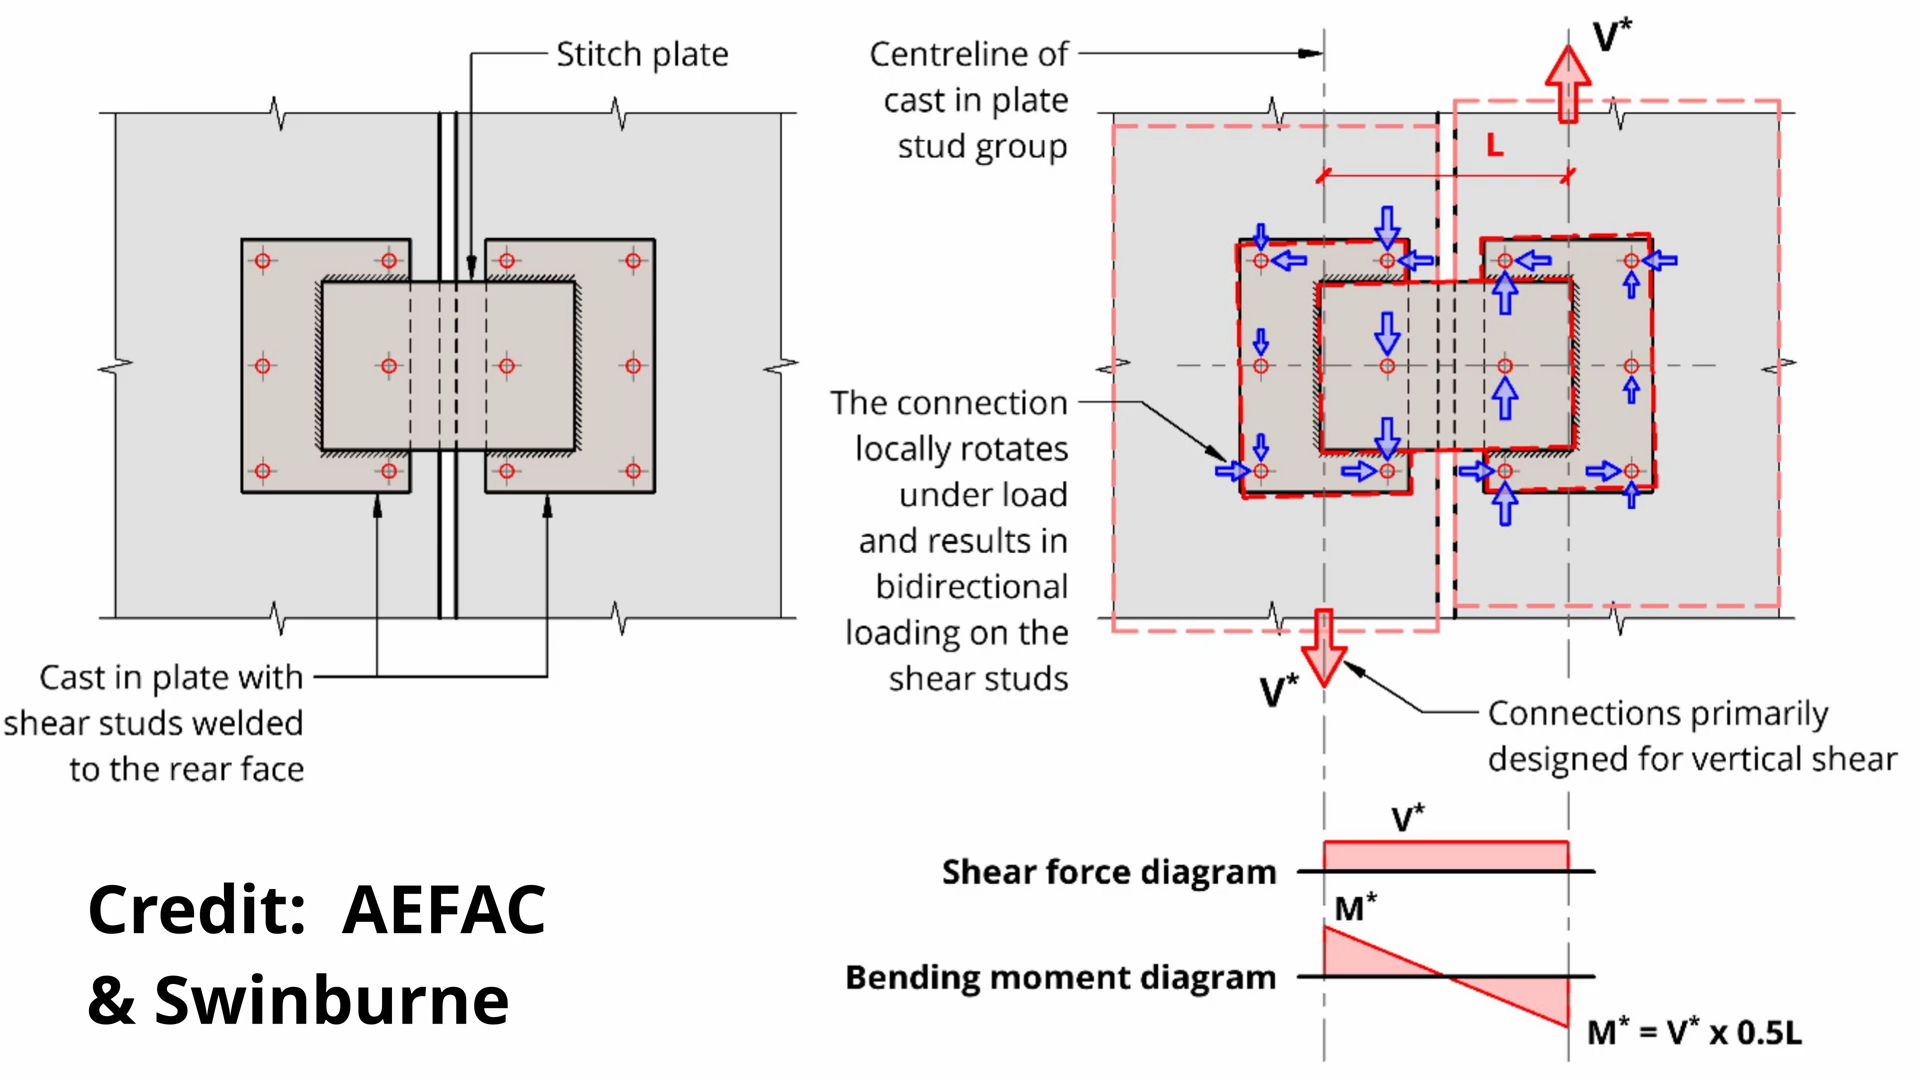 Stitch plate
Cast in plate with
shear studs welded
to the rear face
Credit: AEFAC
& Swinburne
Centreline of
cast in plate
stud group
V*
L
The connection
locally rotates
under load
and results in
bidirectional
loading on the
shear studs
V*
Connections primarily
designed for vertical shear
V*
Shear force diagram
M*
Bending moment diagram
M* = V* x 0.5L